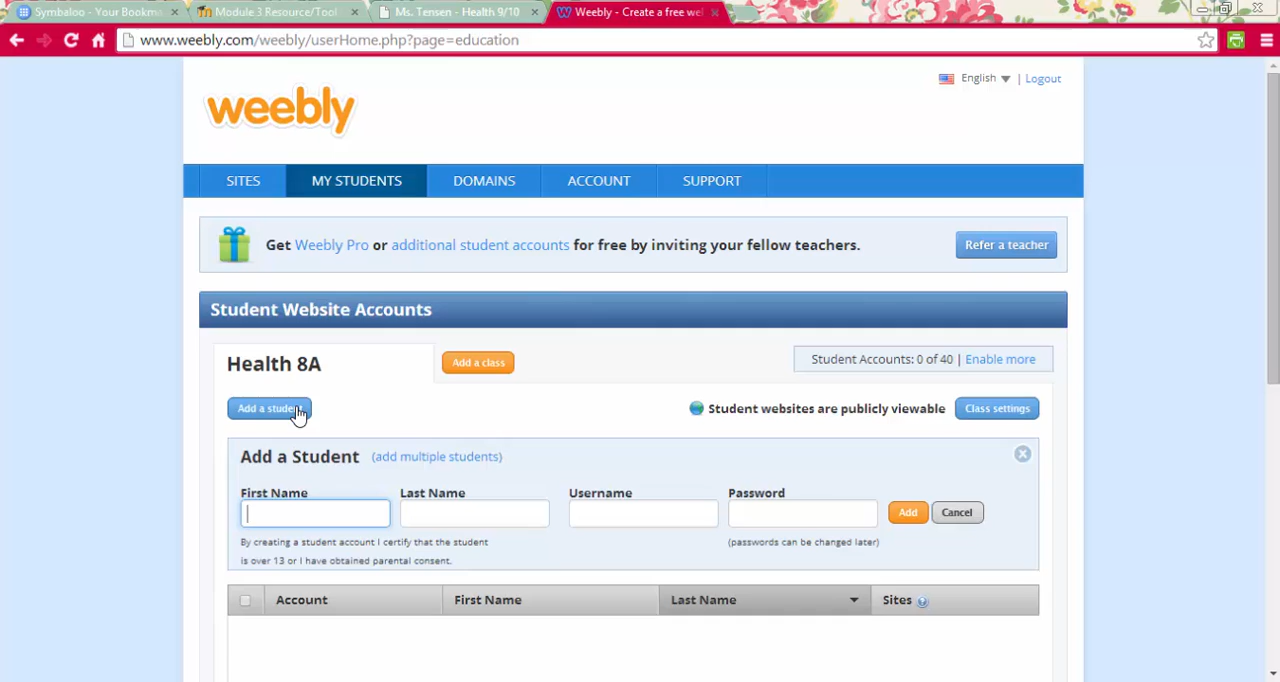 Symbaloo - Your Bookm
Module 3 Resource/Tool
Ms. Tensen - Health 9/10
Weebly - Create a free we
www.weebly.com/weebly/userHome.php?page=education
English | Logout
weebly
SITES
MY STUDENTS
DOMAINS
ACCOUNT
SUPPORT
Get Weebly Pro or additional student accounts for free by inviting your fellow teachers.
Refer a teacher
Student Website Accounts
Health 8A
Add a class
Student Accounts: 0 of 40 | Enable more
Add a student
Student websites are publicly viewable
Class settings
Add a Student (add multiple students)
First Name
Last Name
Username
Password
Add
Cancel
By creating a student account I certify that the student
is over 13 or I have obtained parental consent.
(passwords can be changed later)
Account
First Name
Last Name
Sites